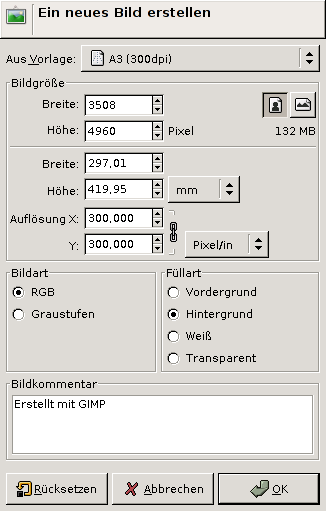 Ein neues Bild erstellen
Aus Vorlage: A3 (300dpi)
Bildgröße
Breite: 3508
Höhe: 4960 Pixel 132 MB
Breite: 297,01
Höhe: 419,95 mm
Auflösung X: 300,000
Y: 300,000 Pixel/in
Bildart Füllart
RGB Vordergrund
Graustufen Hintergrund
Weiß
Transparent
Bildkommentar
Erstellt mit GIMP
Rücksetzen Abbrechen OK